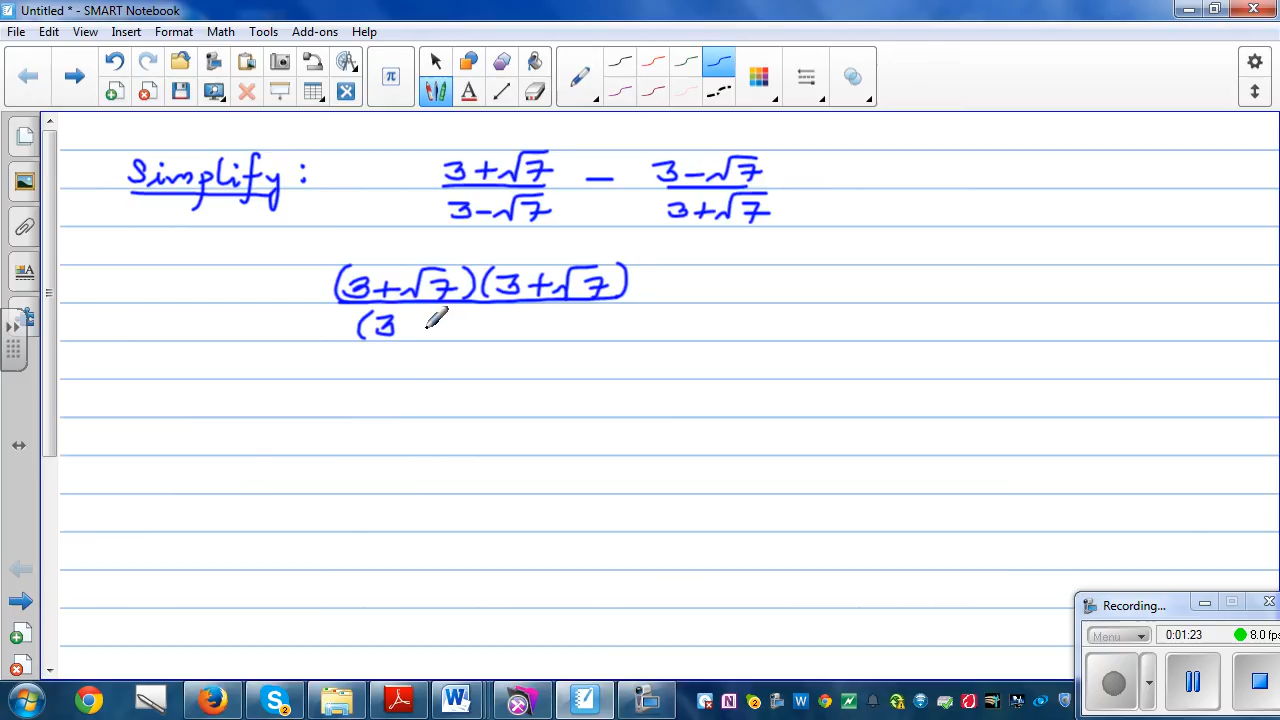 Untitled * - SMART Notebook
File Edit View Insert Format Math Tools Add-ons Help
π
A
Simplify : 3+√7 − 3−√7
3−√7 3+√7
(3+√7)(3+√7)
(3
Recording...
Menu 0:01:23 8.0 fps